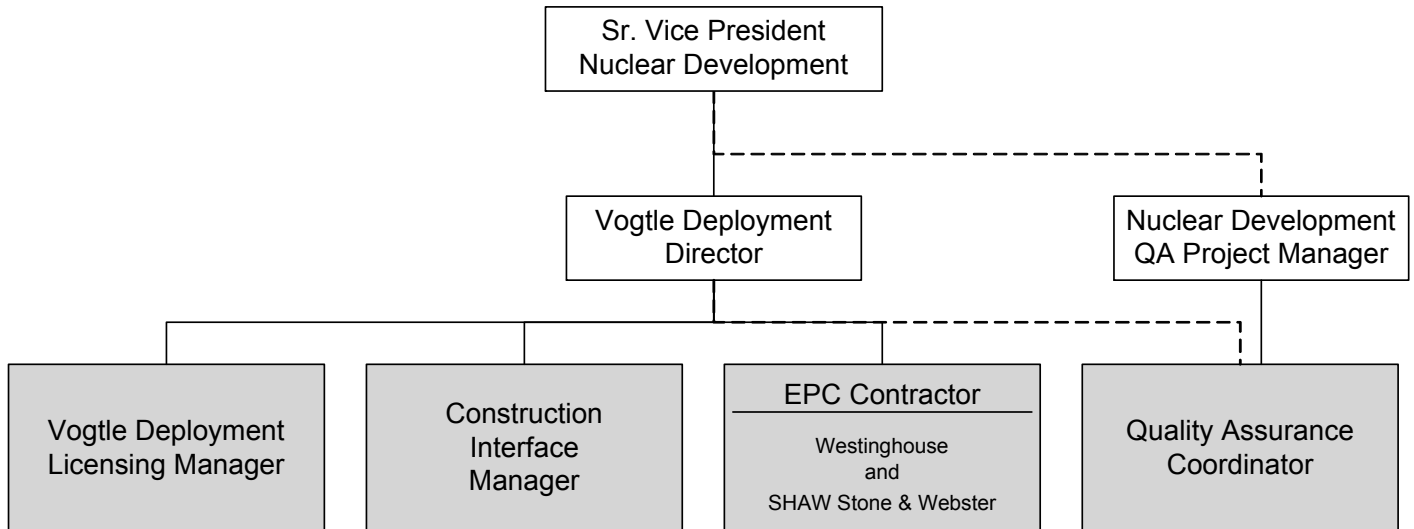 Sr. Vice President
Nuclear Development
Vogtle Deployment
Director
Nuclear Development
QA Project Manager
Vogtle Deployment
Licensing Manager
Construction
Interface
Manager
EPC Contractor
Westinghouse
and
SHAW Stone & Webster
Quality Assurance
Coordinator